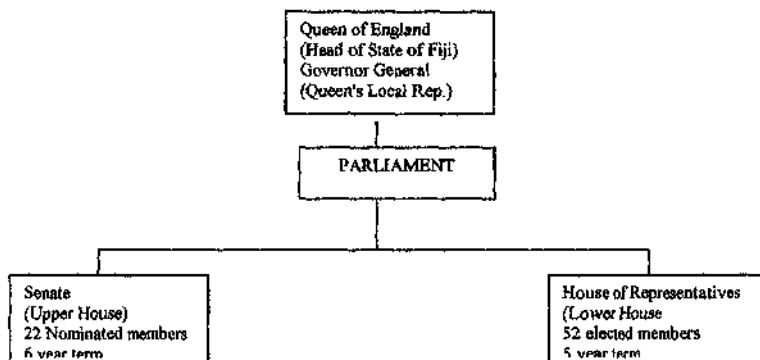 Queen of England
(Head of State of Fiji)
Governor General
(Queen's Local Rep.)
PARLIAMENT
Senate
(Upper House)
22 Nominated members
6 year term
House of Representatives
(Lower House
52 elected members
5 year term